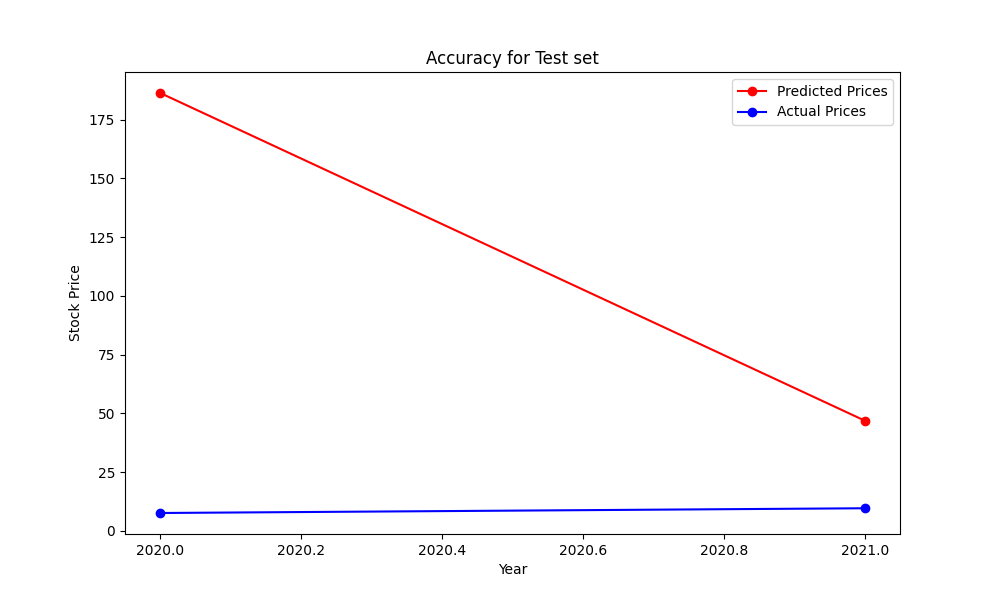 Accuracy for Test set
Predicted Prices
Actual Prices
Stock Price
175
150
125
100
75
50
25
0
2020.0 2020.2 2020.4 2020.6 2020.8 2021.0
Year